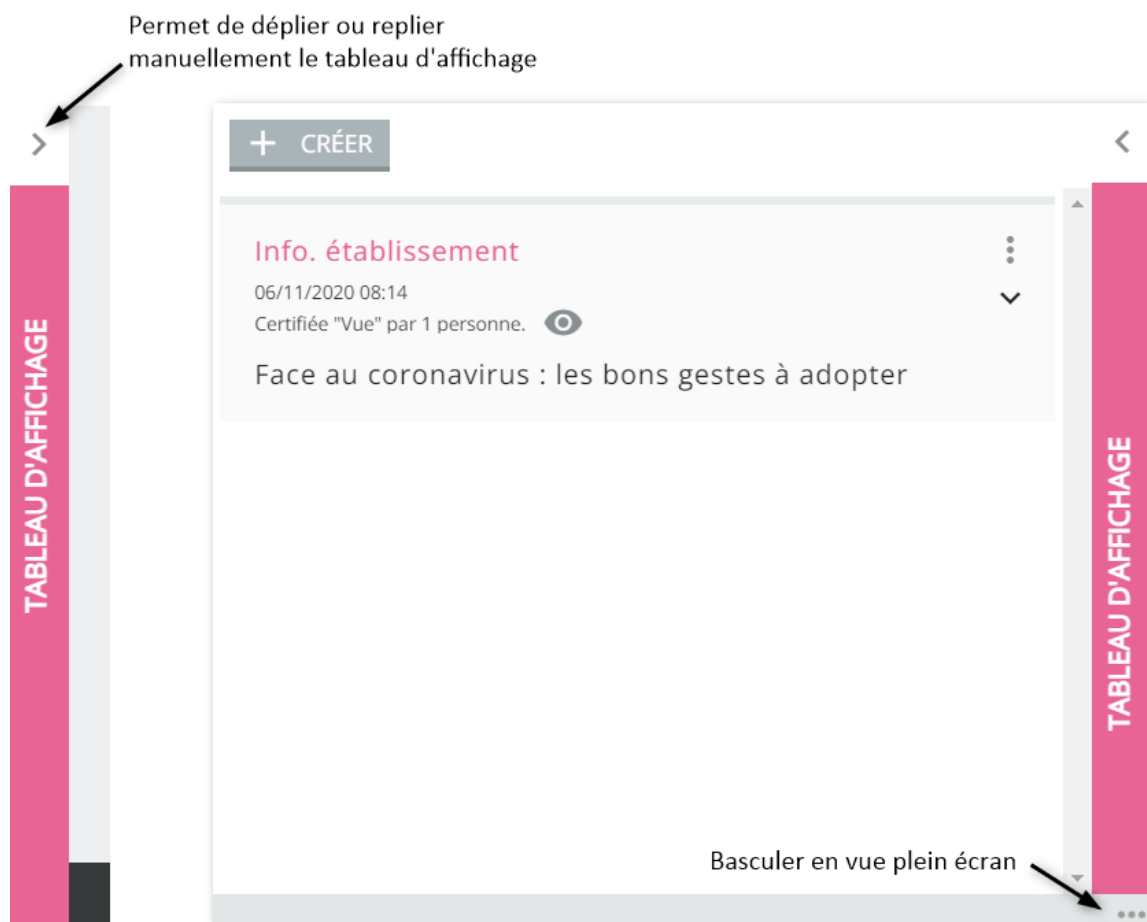 Permet de déplier ou replier
manuellement le tableau d'affichage
TABLEAU D'AFFICHAGE
+ CRÉER
Info. établissement
06/11/2020 08:14
Certifiée "Vue" par 1 personne.
Face au coronavirus : les bons gestes à adopter
TABLEAU D'AFFICHAGE
Basculer en vue plein écran